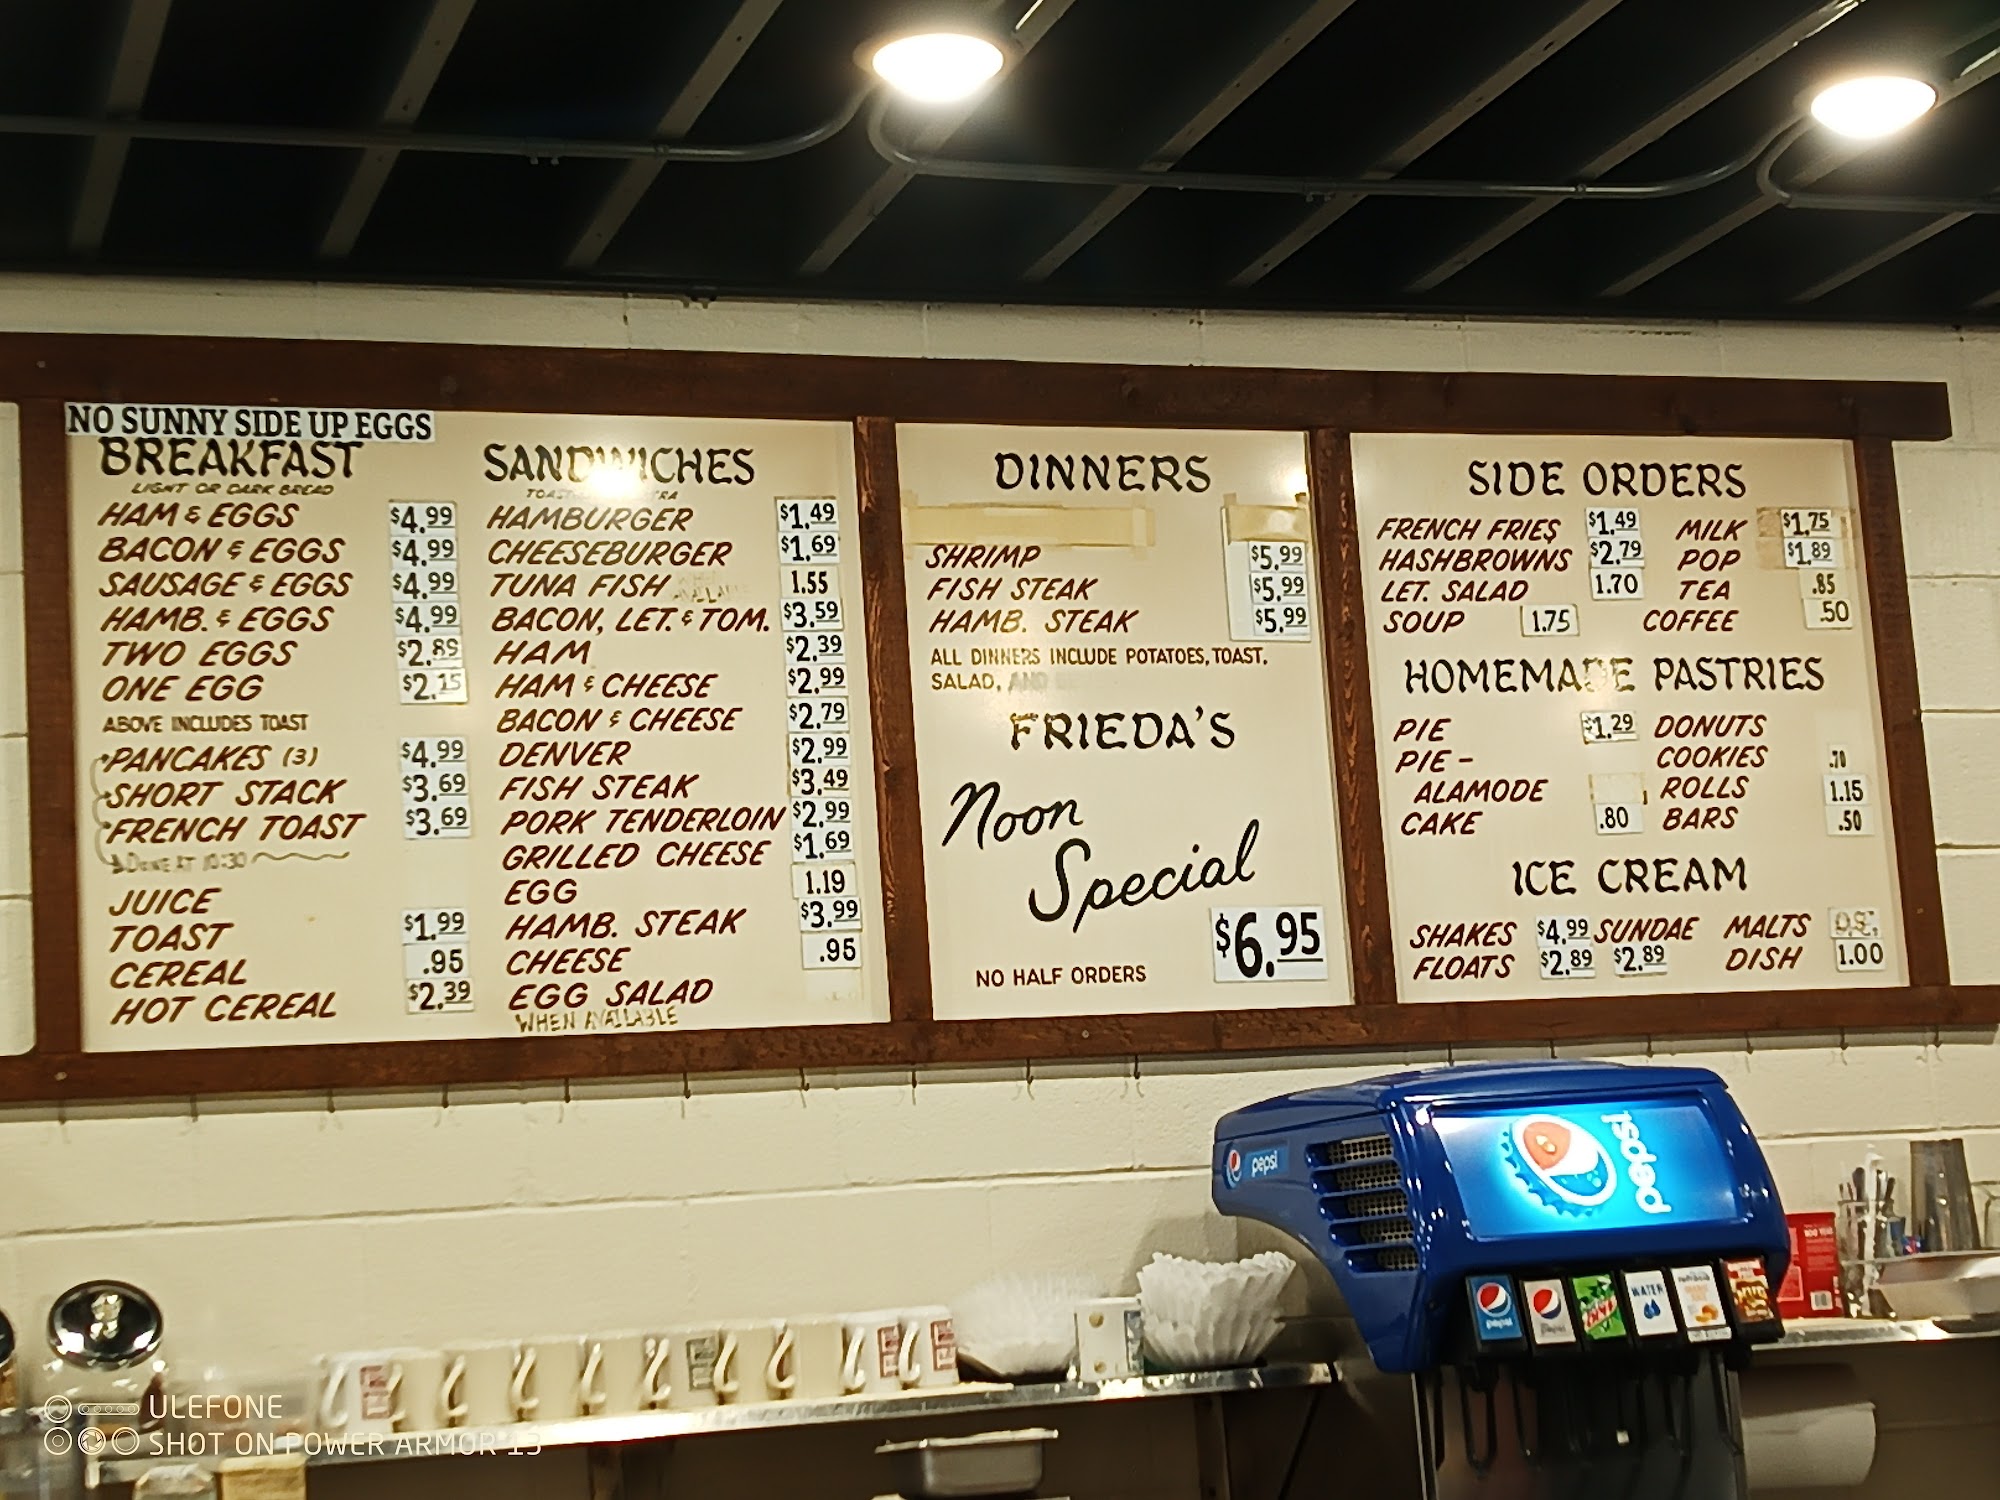 NO SUNNY SIDE UP EGGS
BREAKFAST
LIGHT OR DARK BREAD
HAM & EGGS $4.99
BACON & EGGS $4.99
SAUSAGE & EGGS $4.99
HAMB. & EGGS $4.99
TWO EGGS $2.89
ONE EGG $2.15
ABOVE INCLUDES TOAST
PANCAKES (3) $4.99
SHORT STACK $3.69
FRENCH TOAST $3.69
DONE AT 10:30
JUICE
TOAST $1.99
CEREAL .95
HOT CEREAL $2.39
SANDWICHES
HAMBURGER $1.49
CHEESEBURGER $1.69
TUNA FISH 1.55
BACON, LET. & TOM. $3.59
HAM $2.39
HAM & CHEESE $2.99
BACON & CHEESE $2.79
DENVER $2.99
FISH STEAK $3.49
PORK TENDERLOIN $2.99
GRILLED CHEESE $1.69
EGG 1.19
HAMB. STEAK $3.99
CHEESE .95
EGG SALAD
WHEN AVAILABLE
DINNERS
SHRIMP $5.99
FISH STEAK $5.99
HAMB. STEAK $5.99
ALL DINNERS INCLUDE POTATOES, TOAST.
SALAD, AND
FRIEDA'S
Noon
Special
$6.95
NO HALF ORDERS
SIDE ORDERS
FRENCH FRIES $1.49 MILK $1.75
HASHBROWNS $2.79 POP $1.89
LET. SALAD 1.70 TEA .85
SOUP 1.75 COFFEE .50
HOMEMADE PASTRIES
PIE $1.29 DONUTS
PIE - COOKIES .70
ALAMODE ROLLS 1.15
CAKE .80 BARS .50
ICE CREAM
SHAKES $4.99 SUNDAE MALTS
FLOATS $2.89 $2.89 DISH 1.00
pepsi
pepsi
pepsi
pepsi
WATER
ULEFONE
SHOT ON POWER ARMOR 13